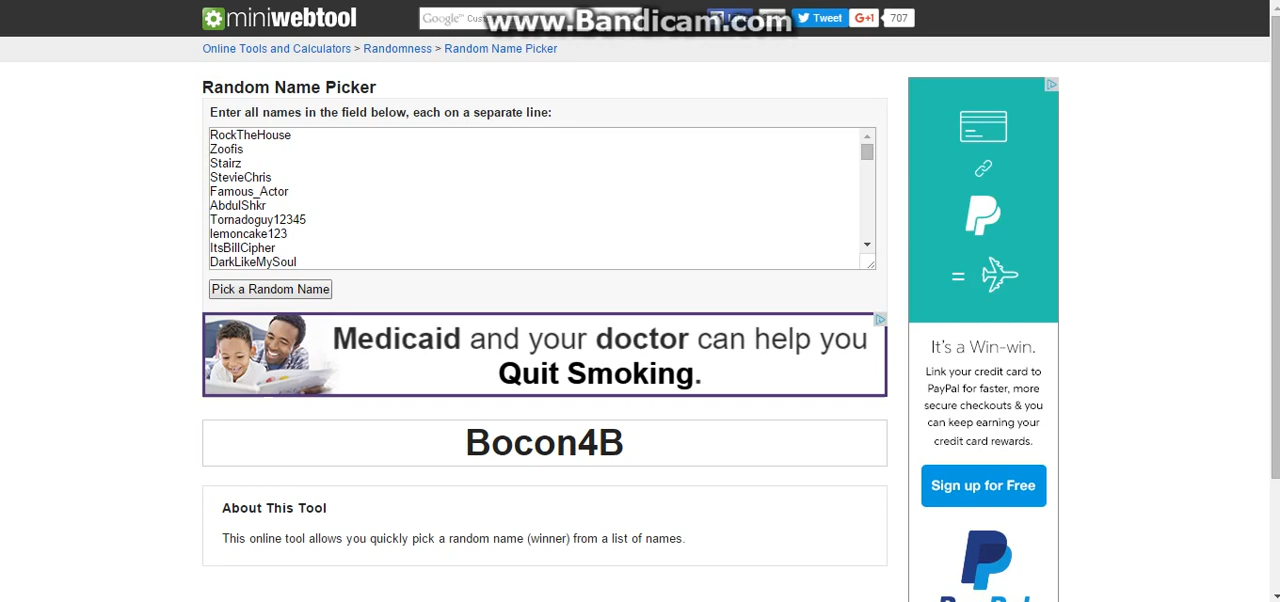 miniwebtool
Google™
www.Bandicam.com
Tweet
G+1
707
Online Tools and Calculators > Randomness > Random Name Picker
Random Name Picker
Enter all names in the field below, each on a separate line:
RockTheHouse
Zoofis
Stairz
StevieChris
Famous_Actor
AbdulShkr
Tornadoguy12345
lemoncake123
ItsBillCipher
DarkLikeMySoul
Pick a Random Name
Medicaid and your doctor can help you
Quit Smoking.
Bocon4B
About This Tool
This online tool allows you quickly pick a random name (winner) from a list of names.
=
It's a Win-win.
Link your credit card to
PayPal for faster, more
secure checkouts & you
can keep earning your
credit card rewards.
Sign up for Free
PayPal